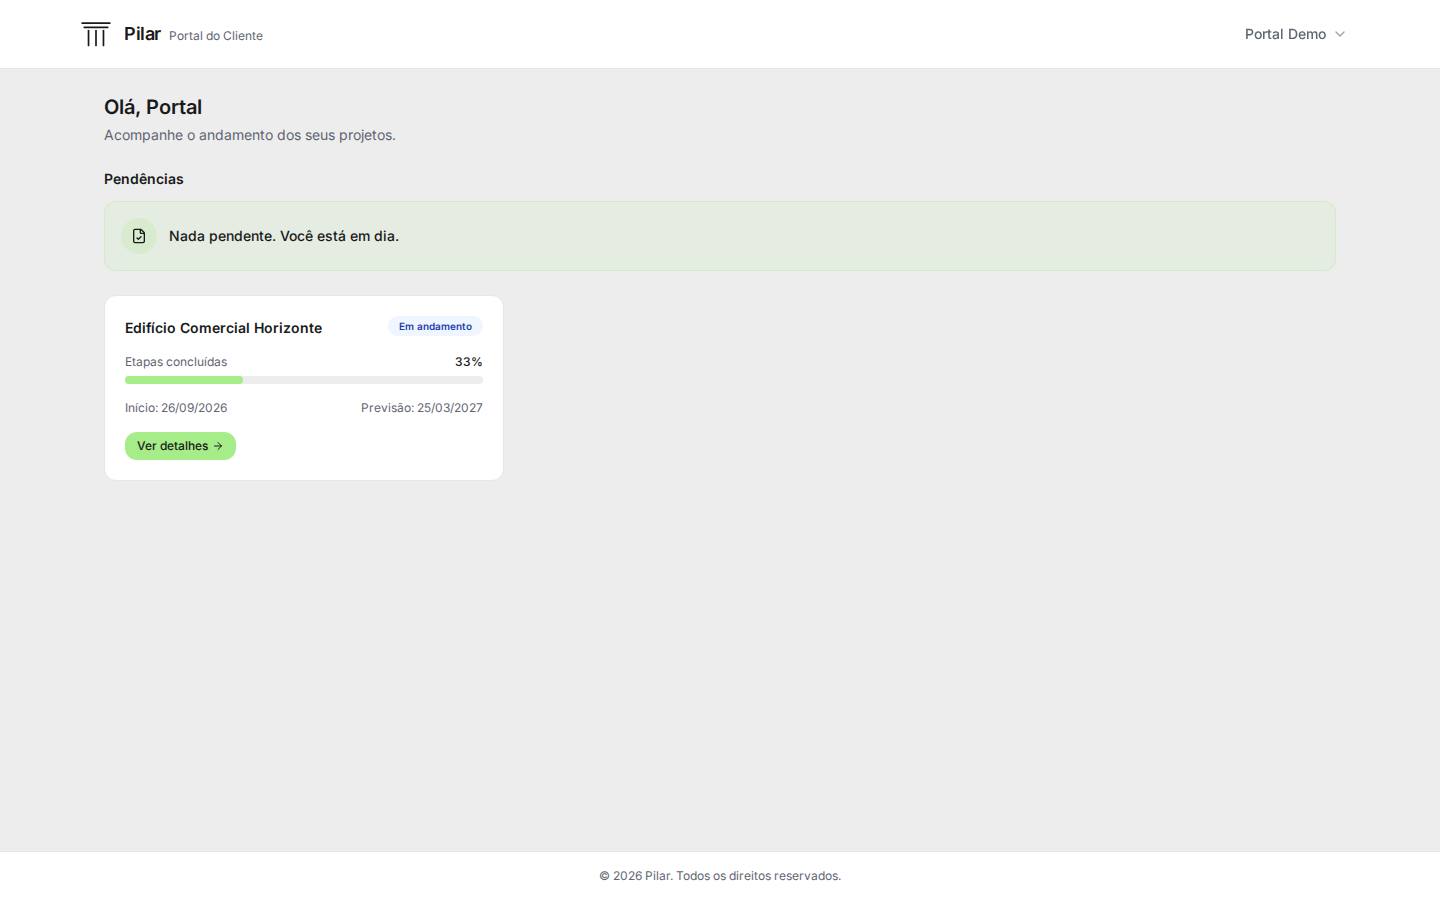 Pilar Portal do Cliente
Portal Demo
Olá, Portal
Acompanhe o andamento dos seus projetos.
Pendências
Nada pendente. Você está em dia.
Edifício Comercial Horizonte
Em andamento
Etapas concluídas
33%
Início: 26/09/2026
Previsão: 25/03/2027
Ver detalhes →
© 2026 Pilar. Todos os direitos reservados.